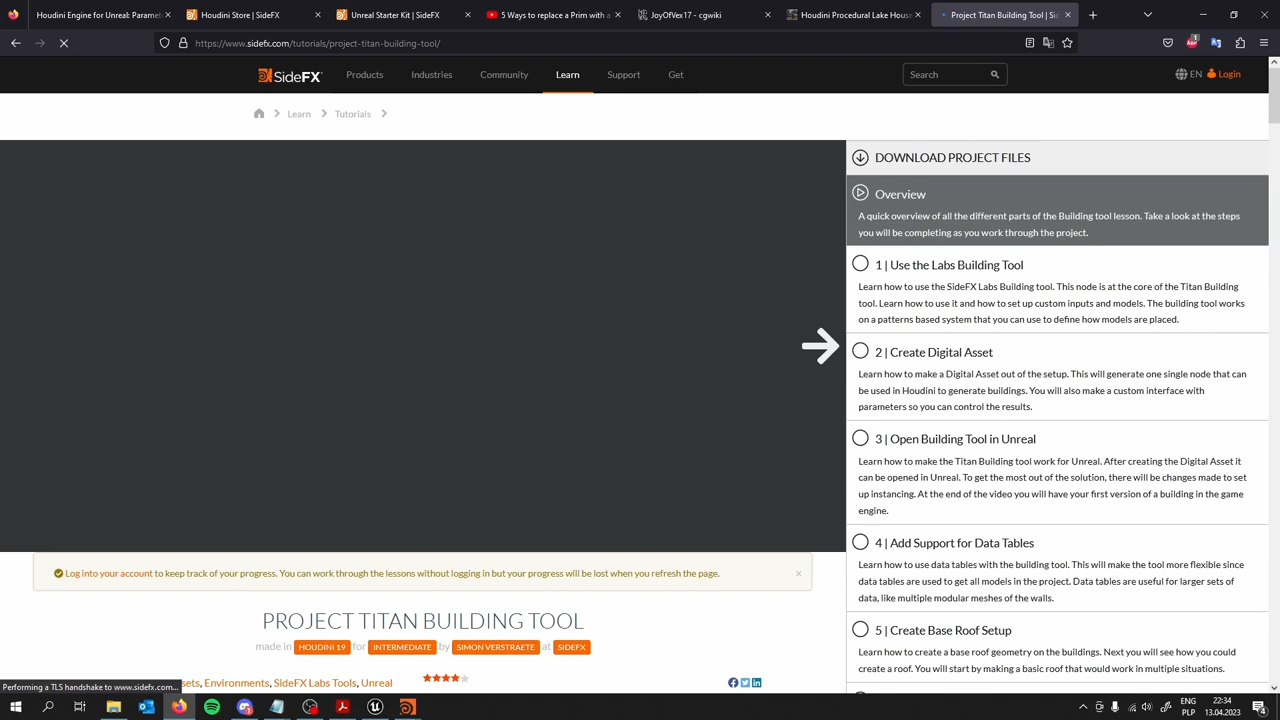 Houdini Engine for Unreal: Paramet
Houdini Store | SideFX
Unreal Starter Kit | SideFX
5 Ways to replace a Prim with a
JoyOfVex17 - cgwiki
Houdini Procedural Lake House
Project Titan Building Tool | Sid
https://www.sidefx.com/tutorials/project-titan-building-tool/
SideFX
Products
Industries
Community
Learn
Support
Get
Search
EN
Login
Learn
Tutorials
DOWNLOAD PROJECT FILES
Overview
A quick overview of all the different parts of the Building tool lesson. Take a look at the steps
you will be completing as you work through the project.
1 | Use the Labs Building Tool
Learn how to use the SideFX Labs Building tool. This node is at the core of the Titan Building
tool. Learn how to use it and how to set up custom inputs and models. The building tool works
on a patterns based system that you can use to define how models are placed.
2 | Create Digital Asset
Learn how to make a Digital Asset out of the setup. This will generate one single node that can
be used in Houdini to generate buildings. You will also make a custom interface with
parameters so you can control the results.
3 | Open Building Tool in Unreal
Learn how to make the Titan Building tool work for Unreal. After creating the Digital Asset it
can be opened in Unreal. To get the most out of the solution, there will be changes made to set
up instancing. At the end of the video you will have your first version of a building in the game
engine.
4 | Add Support for Data Tables
Learn how to use data tables with the building tool. This will make the tool more flexible since
data tables are used to get all models in the project. Data tables are useful for larger sets of
data, like multiple modular meshes of the walls.
5 | Create Base Roof Setup
Learn how to create a base roof geometry on the buildings. Next you will see how you could
create a roof. You will start by making a basic roof that would work in multiple situations.
Log into your account to keep track of your progress. You can work through the lessons without logging in but your progress will be lost when you refresh the page.
×
PROJECT TITAN BUILDING TOOL
made in HOUDINI 19 for INTERMEDIATE by SIMON VERSTRAETE at SIDEFX
sets, Environments, SideFX Labs Tools, Unreal
Performing a TLS handshake to www.sidefx.com...
ENG
PLP
22:34
13.04.2023